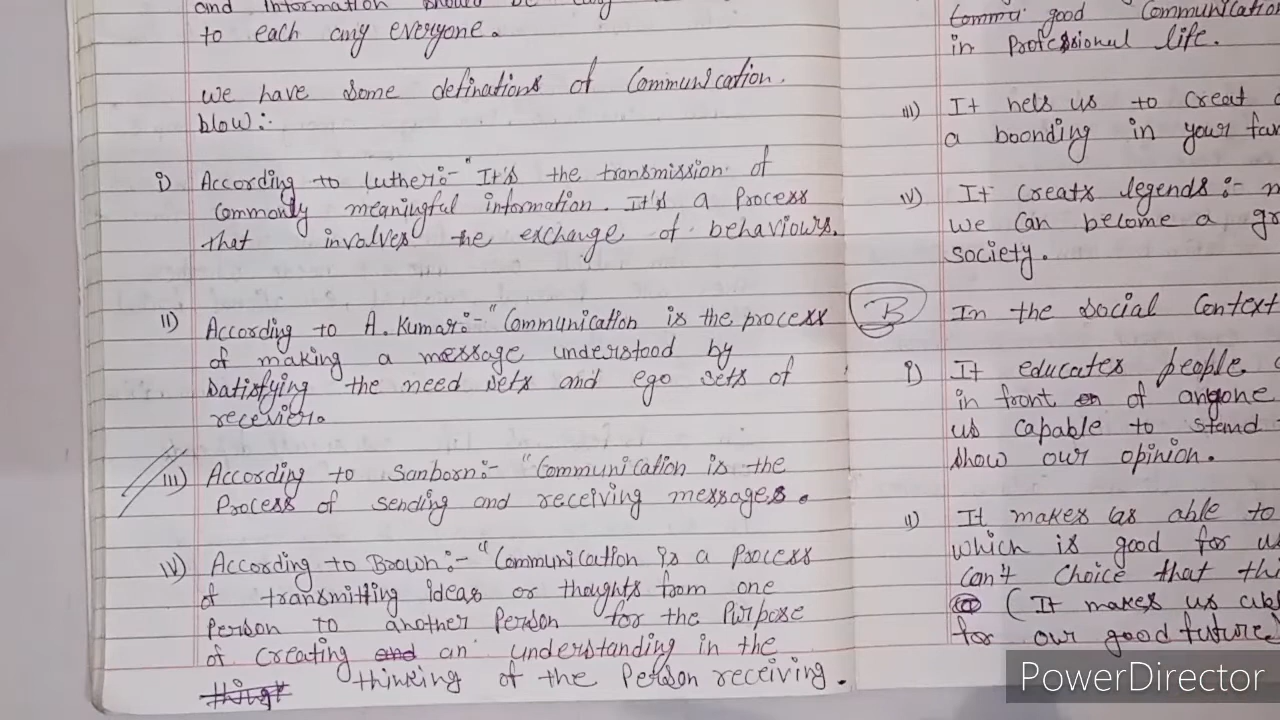 and Information should be
to each any everyone.
We have some definations of Communication.
blow:-
i) According to Luther:- "It's the transmission of
Commonly meaningful information. It's a Process
that involves the exchange of behaviours.
II) According to A. Kumar:- "Communication is the process
of making a message understood by
Satisfying the need sets and ego sets of
recevier.
III) According to Sanborn:- "Communication is the
Process of sending and receiving messages.
IV) According to Brown:- "Communication is a Process
of transmitting ideas or thoughts from one
Person to another Person for the Purpose
of creating and an understanding in the
thinking of the Person receiving.
good Communication
in Professional life.
III) It hels us to creat
a boonding in your
IV) It creats legends:-
we can become a
society.
B In the Social Context
i) It educates people
in front of anyone
us capable to stand
show our opinion.
II) It makes us able to
which is good for us
Can't Choice that
(It makes us
for our good future
PowerDirector